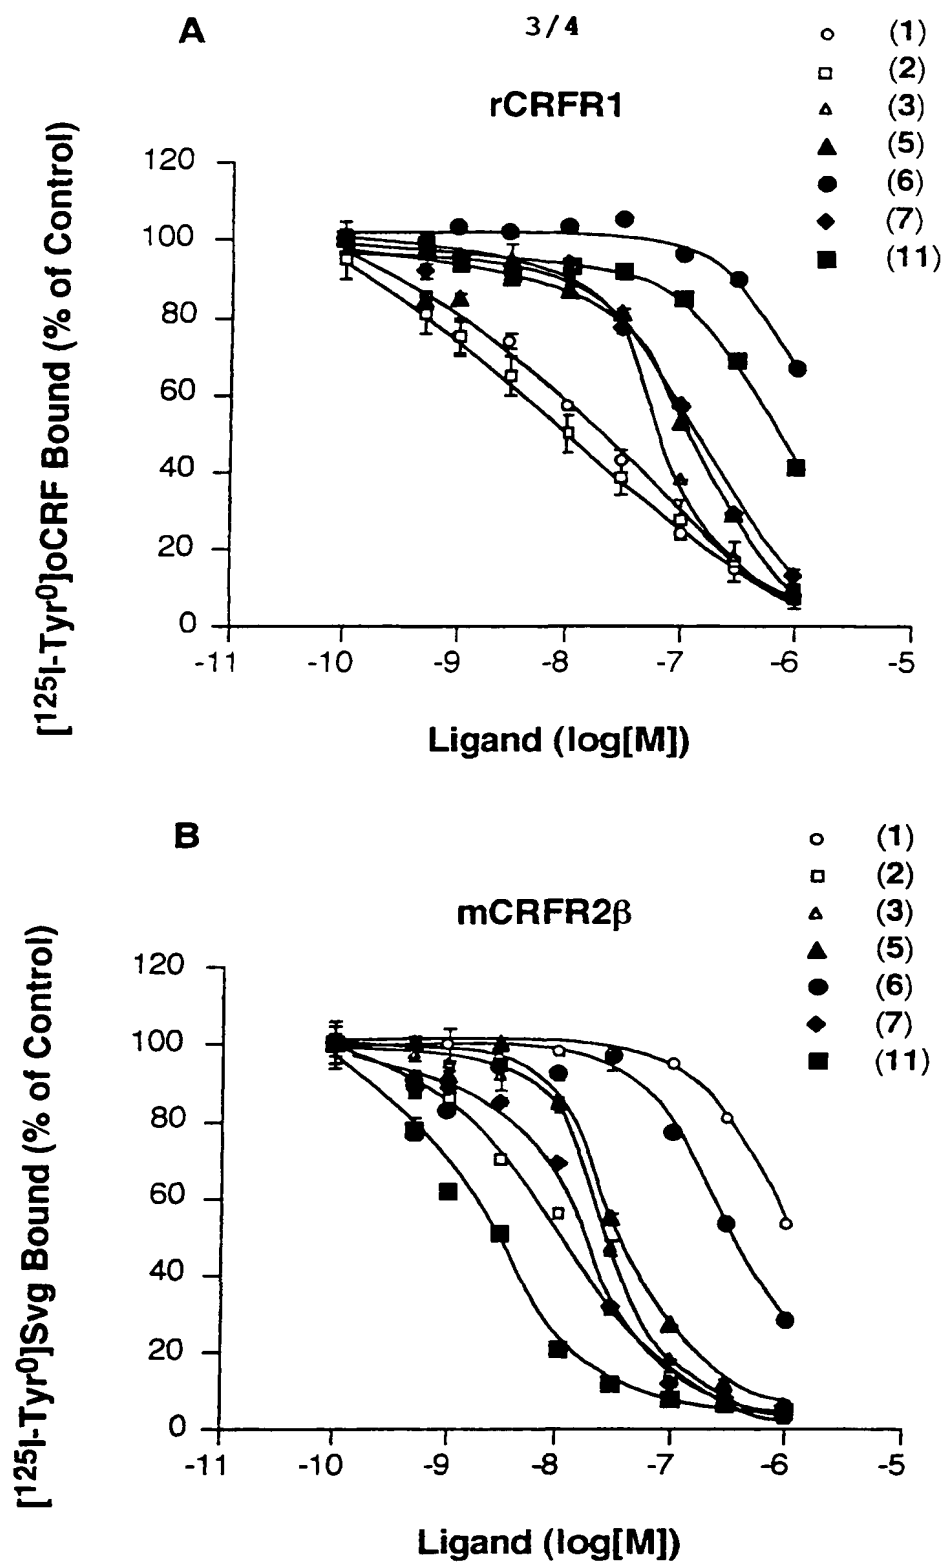 A
3/4
rCRFR1
(1)
(2)
(3)
(5)
(6)
(7)
(11)
[¹²⁵I-Tyr⁰]oCRF Bound (% of Control)
120
100
80
60
40
20
0
-11 -10 -9 -8 -7 -6 -5
Ligand (log[M])
B
mCRFR2β
(1)
(2)
(3)
(5)
(6)
(7)
(11)
[¹²⁵I-Tyr⁰]Svg Bound (% of Control)
120
100
80
60
40
20
0
-11 -10 -9 -8 -7 -6 -5
Ligand (log[M])